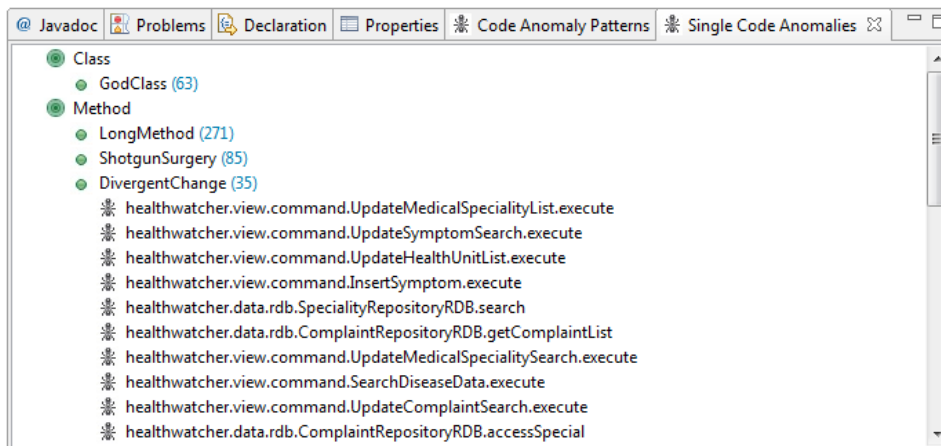 @ Javadoc Problems Declaration Properties Code Anomaly Patterns Single Code Anomalies
Class
GodClass (63)
Method
LongMethod (271)
ShotgunSurgery (85)
DivergentChange (35)
healthwatcher.view.command.UpdateMedicalSpecialityList.execute
healthwatcher.view.command.UpdateSymptomSearch.execute
healthwatcher.view.command.UpdateHealthUnitList.execute
healthwatcher.view.command.InsertSymptom.execute
healthwatcher.data.rdb.SpecialityRepositoryRDB.search
healthwatcher.data.rdb.ComplaintRepositoryRDB.getComplaintList
healthwatcher.view.command.UpdateMedicalSpecialitySearch.execute
healthwatcher.view.command.SearchDiseaseData.execute
healthwatcher.view.command.UpdateComplaintSearch.execute
healthwatcher.data.rdb.ComplaintRepositoryRDB.accessSpecial